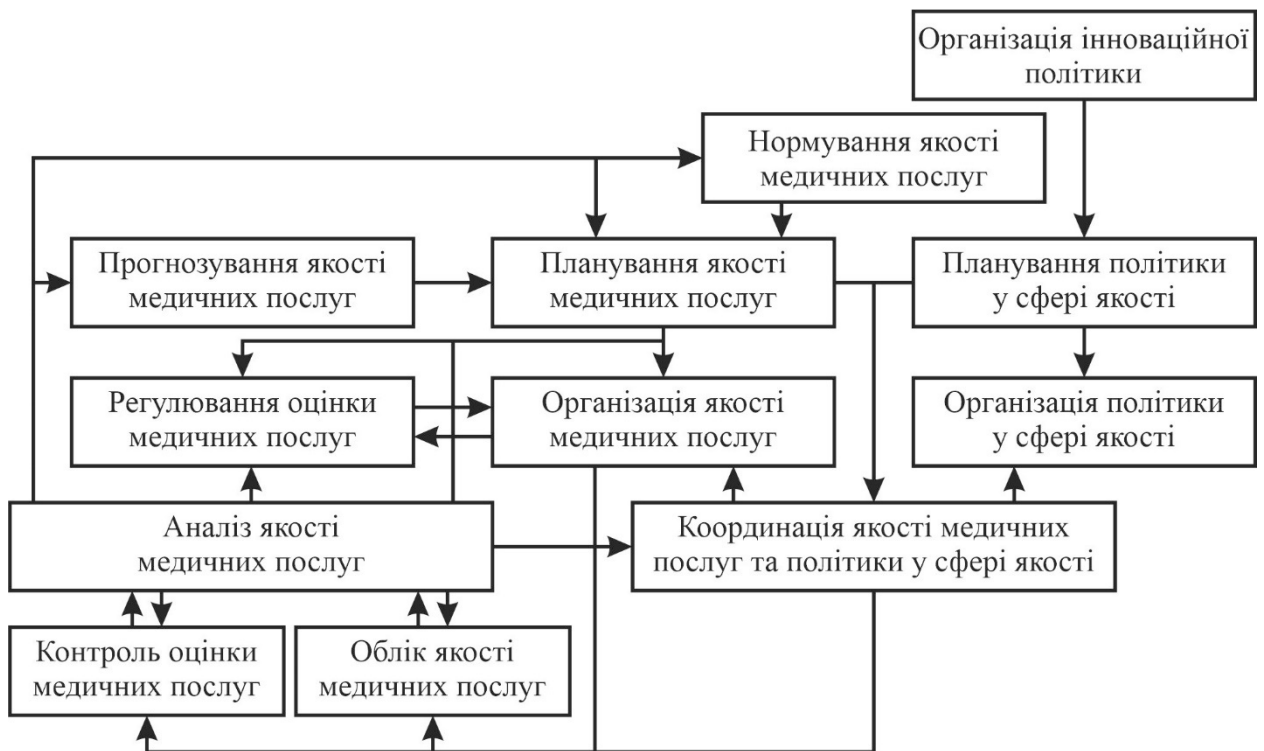 Організація інноваційної
політики
Нормування якості
медичних послуг
Прогнозування якості
медичних послуг
Планування якості
медичних послуг
Планування політики
у сфері якості
Регулювання оцінки
медичних послуг
Організація якості
медичних послуг
Організація політики
у сфері якості
Аналіз якості
медичних послуг
Координація якості медичних
послуг та політики у сфері якості
Контроль оцінки
медичних послуг
Облік якості
медичних послуг